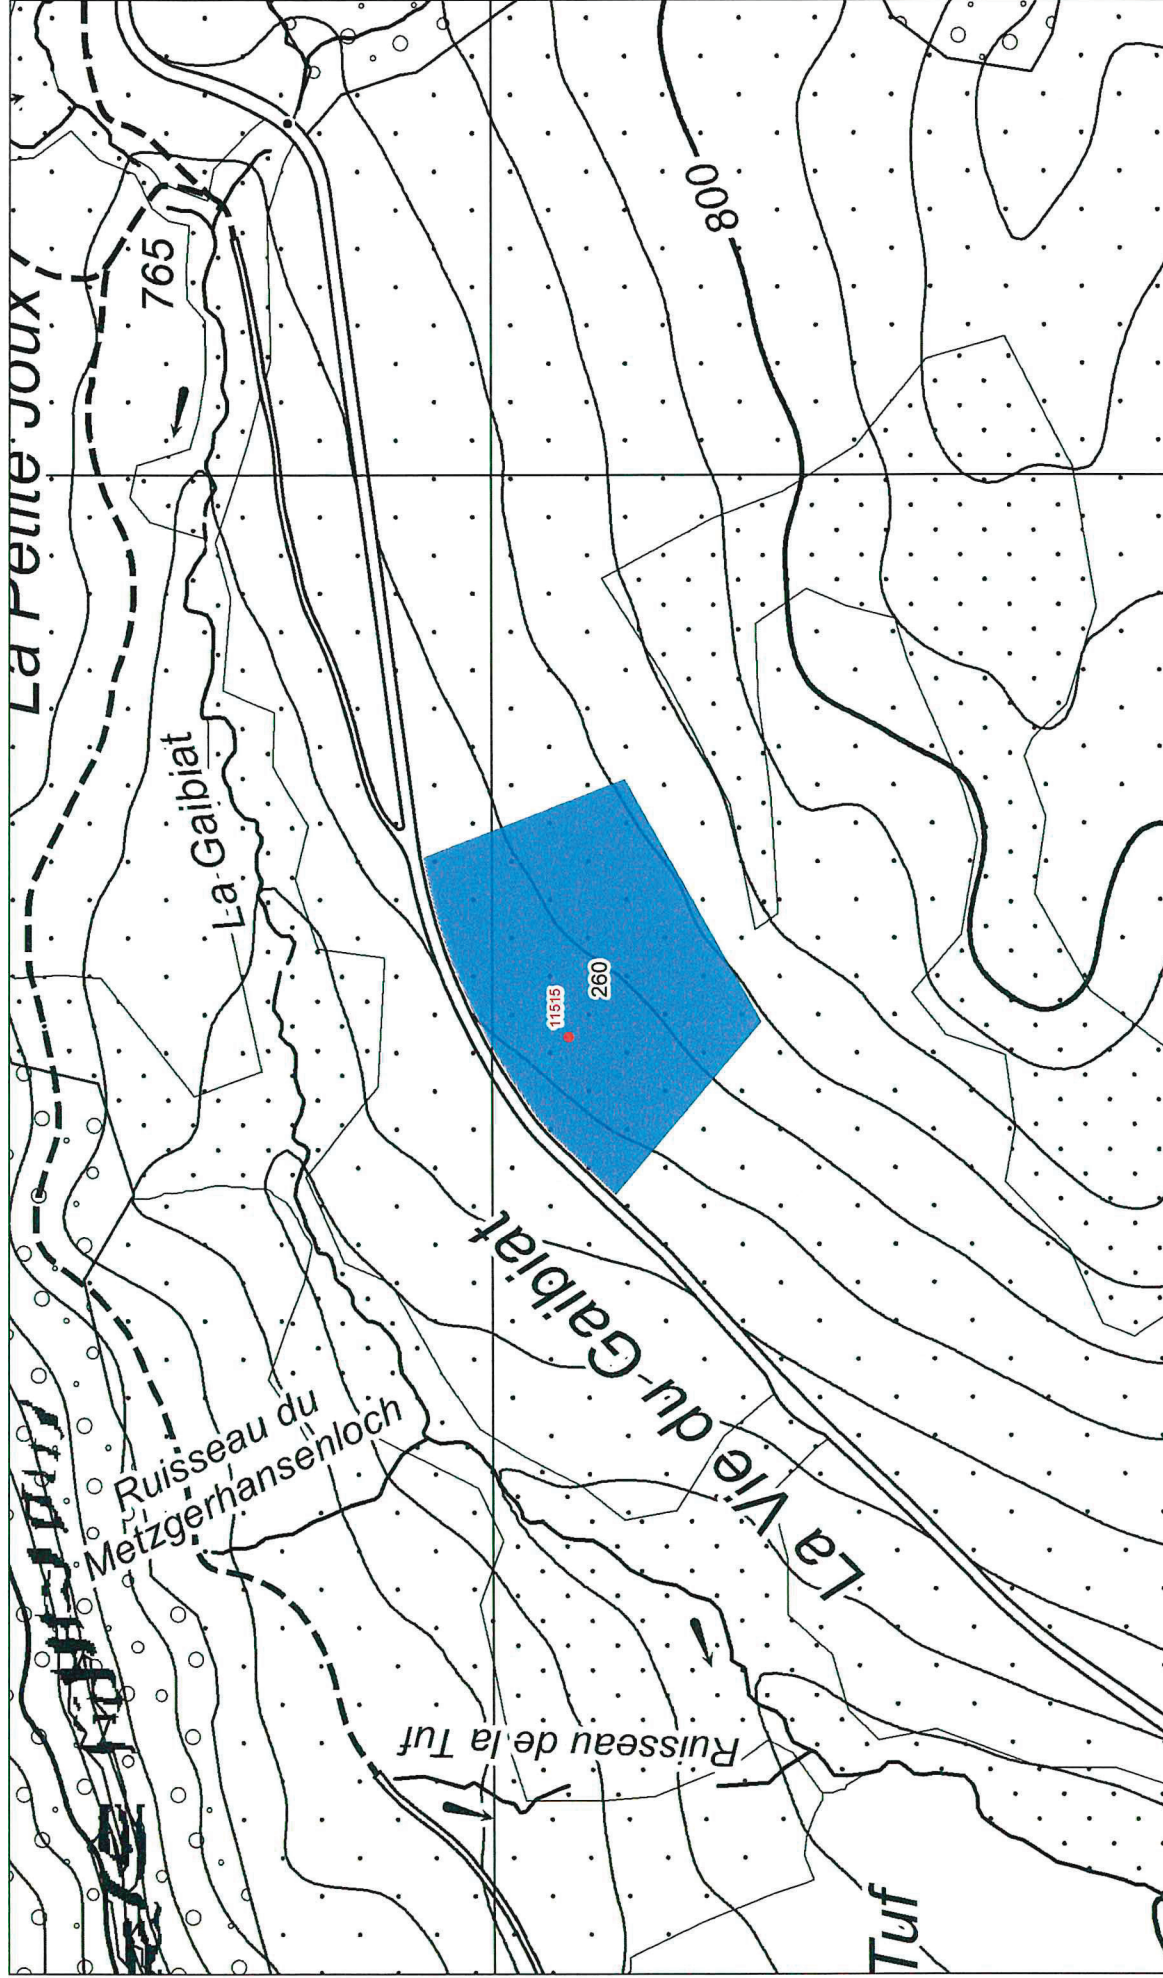 La Petite Joux
765
800
La Gaibiat
11515
260
La Vie du Gaibiat
Ruisseau du
Metzgerhansenloch
Ruisseau de la Tuf
Tuf